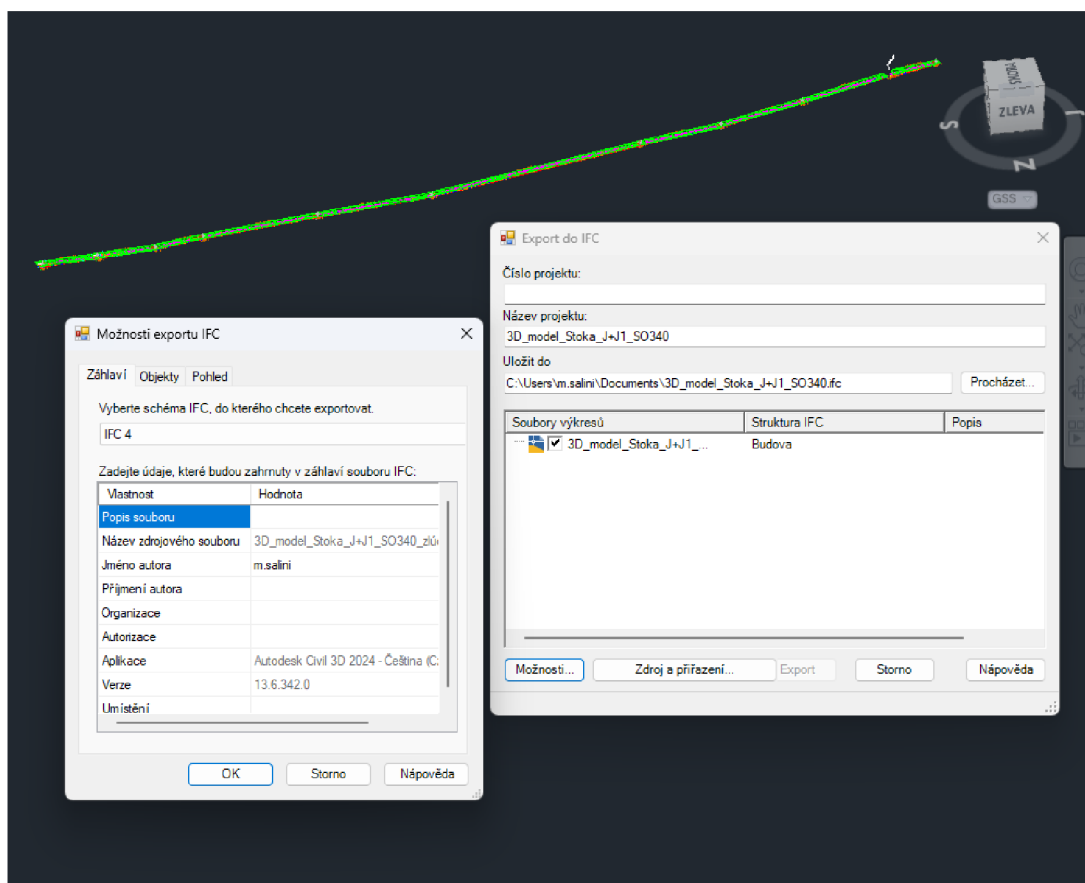 ZLEVA
S
Z
GSS
Export do IFC
Číslo projektu:
Název projektu:
3D_model_Stoka_J+J1_SO340
Uložit do
C:\Users\m.salini\Documents\3D_model_Stoka_J+J1_SO340.ifc
Procházet...
Soubory výkresů Struktura IFC Popis
3D_model_Stoka_J+J1_... Budova
Možnosti... Zdroj a přiřazení... Export Storno Nápověda
Možnosti exportu IFC
Záhlaví Objekty Pohled
Vyberte schéma IFC, do kterého chcete exportovat.
IFC 4
Zadejte údaje, které budou zahrnuty v záhlaví souboru IFC:
Vlastnost Hodnota
Popis souboru
Název zdrojového souboru 3D_model_Stoka_J+J1_SO340_zlú
Jméno autora m.salini
Příjmení autora
Organizace
Autorizace
Aplikace Autodesk Civil 3D 2024 - Čeština (C:
Verze 13.6.342.0
Umístění
OK Storno Nápověda